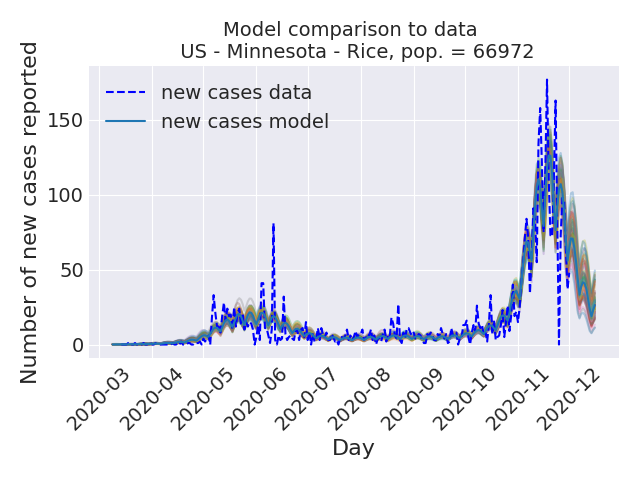 Model comparison to data
US - Minnesota - Rice, pop. = 66972
Number of new cases reported
new cases data
new cases model
150
100
50
0
2020-03
2020-04
2020-05
2020-06
2020-07
2020-08
2020-09
2020-10
2020-11
2020-12
Day